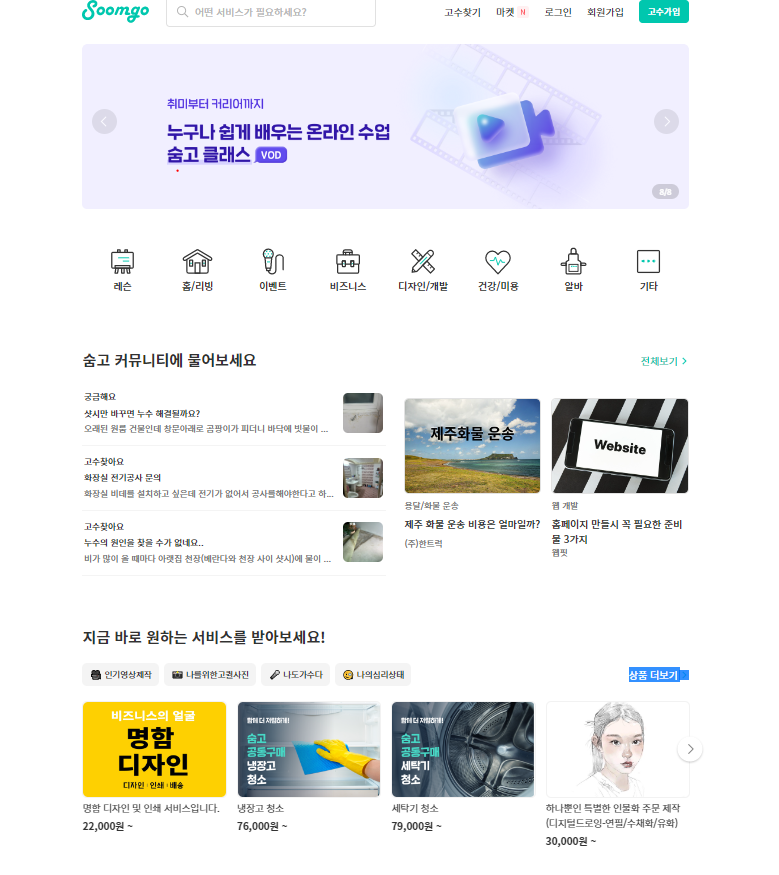 Soomgo
어떤 서비스가 필요하세요?
고수찾기
마켓 N
로그인
회원가입
고수가입
취미부터 커리어까지
누구나 쉽게 배우는 온라인 수업
숨고 클래스 VOD
8/8
레슨
홈/리빙
이벤트
비즈니스
디자인/개발
건강/미용
알바
기타
숨고 커뮤니티에 물어보세요
전체보기
궁금해요
샷시만 바꾸면 누수 해결될까요?
오래된 원룸 건물인데 창문아래로 곰팡이가 피더니 바닥에 빗물이 ...
고수찾아요
화장실 전기공사 문의
화장실 비데를 설치하고 싶은데 전기가 없어서 공사를해야한다고 하...
고수찾아요
누수의 원인을 찾을 수가 없네요..
비가 많이 올 때마다 아랫집 천장(베란다와 천장 사이 샷시)에 물이 ...
제주화물 운송
용달/화물 운송
제주 화물 운송 비용은 얼마일까?
(주)한트럭
Website
웹 개발
홈페이지 만들시 꼭 필요한 준비
물 3가지
웹핏
지금 바로 원하는 서비스를 받아보세요!
인기영상제작
나를위한고퀄사진
나도가수다
나의심리상태
상품 더보기
비즈니스의 얼굴
명함
디자인
디자인 · 인쇄 · 배송
명함 디자인 및 인쇄 서비스입니다.
22,000원 ~
함께 더 저렴하게!
숨고
공동구매
냉장고
청소
냉장고 청소
76,000원 ~
함께 더 저렴하게!
숨고
공동구매
세탁기
청소
세탁기 청소
79,000원 ~
하나뿐인 특별한 인물화 주문 제작
(디지털드로잉-연필/수채화/유화)
30,000원 ~